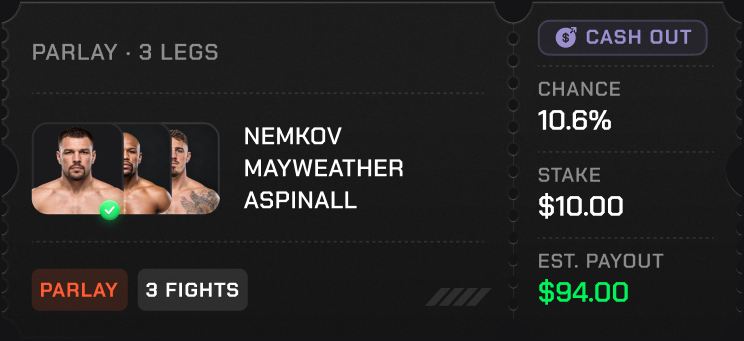 PARLAY · 3 LEGS
NEMKOV
MAYWEATHER
ASPINALL
PARLAY
3 FIGHTS
$ CASH OUT
CHANCE
10.6%
STAKE
$10.00
EST. PAYOUT
$94.00